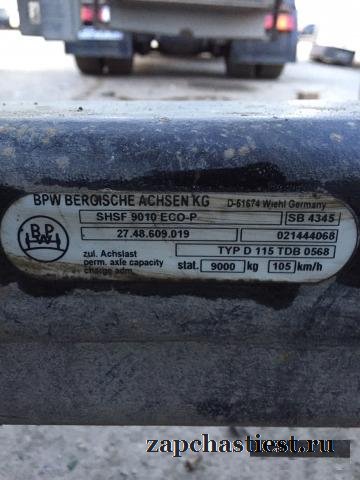 BPW BERGISCHE ACHSEN KG D-51674 Wiehl Germany
SHSF 9010 ECO-P SB 4345
27.48.609.019 021444068
BPW
zul. Achslast TYP D 115 TDB 0568
perm. axle capacity
charge adm. stat. 9000 kg 105 km/h
zapchastiest.ru